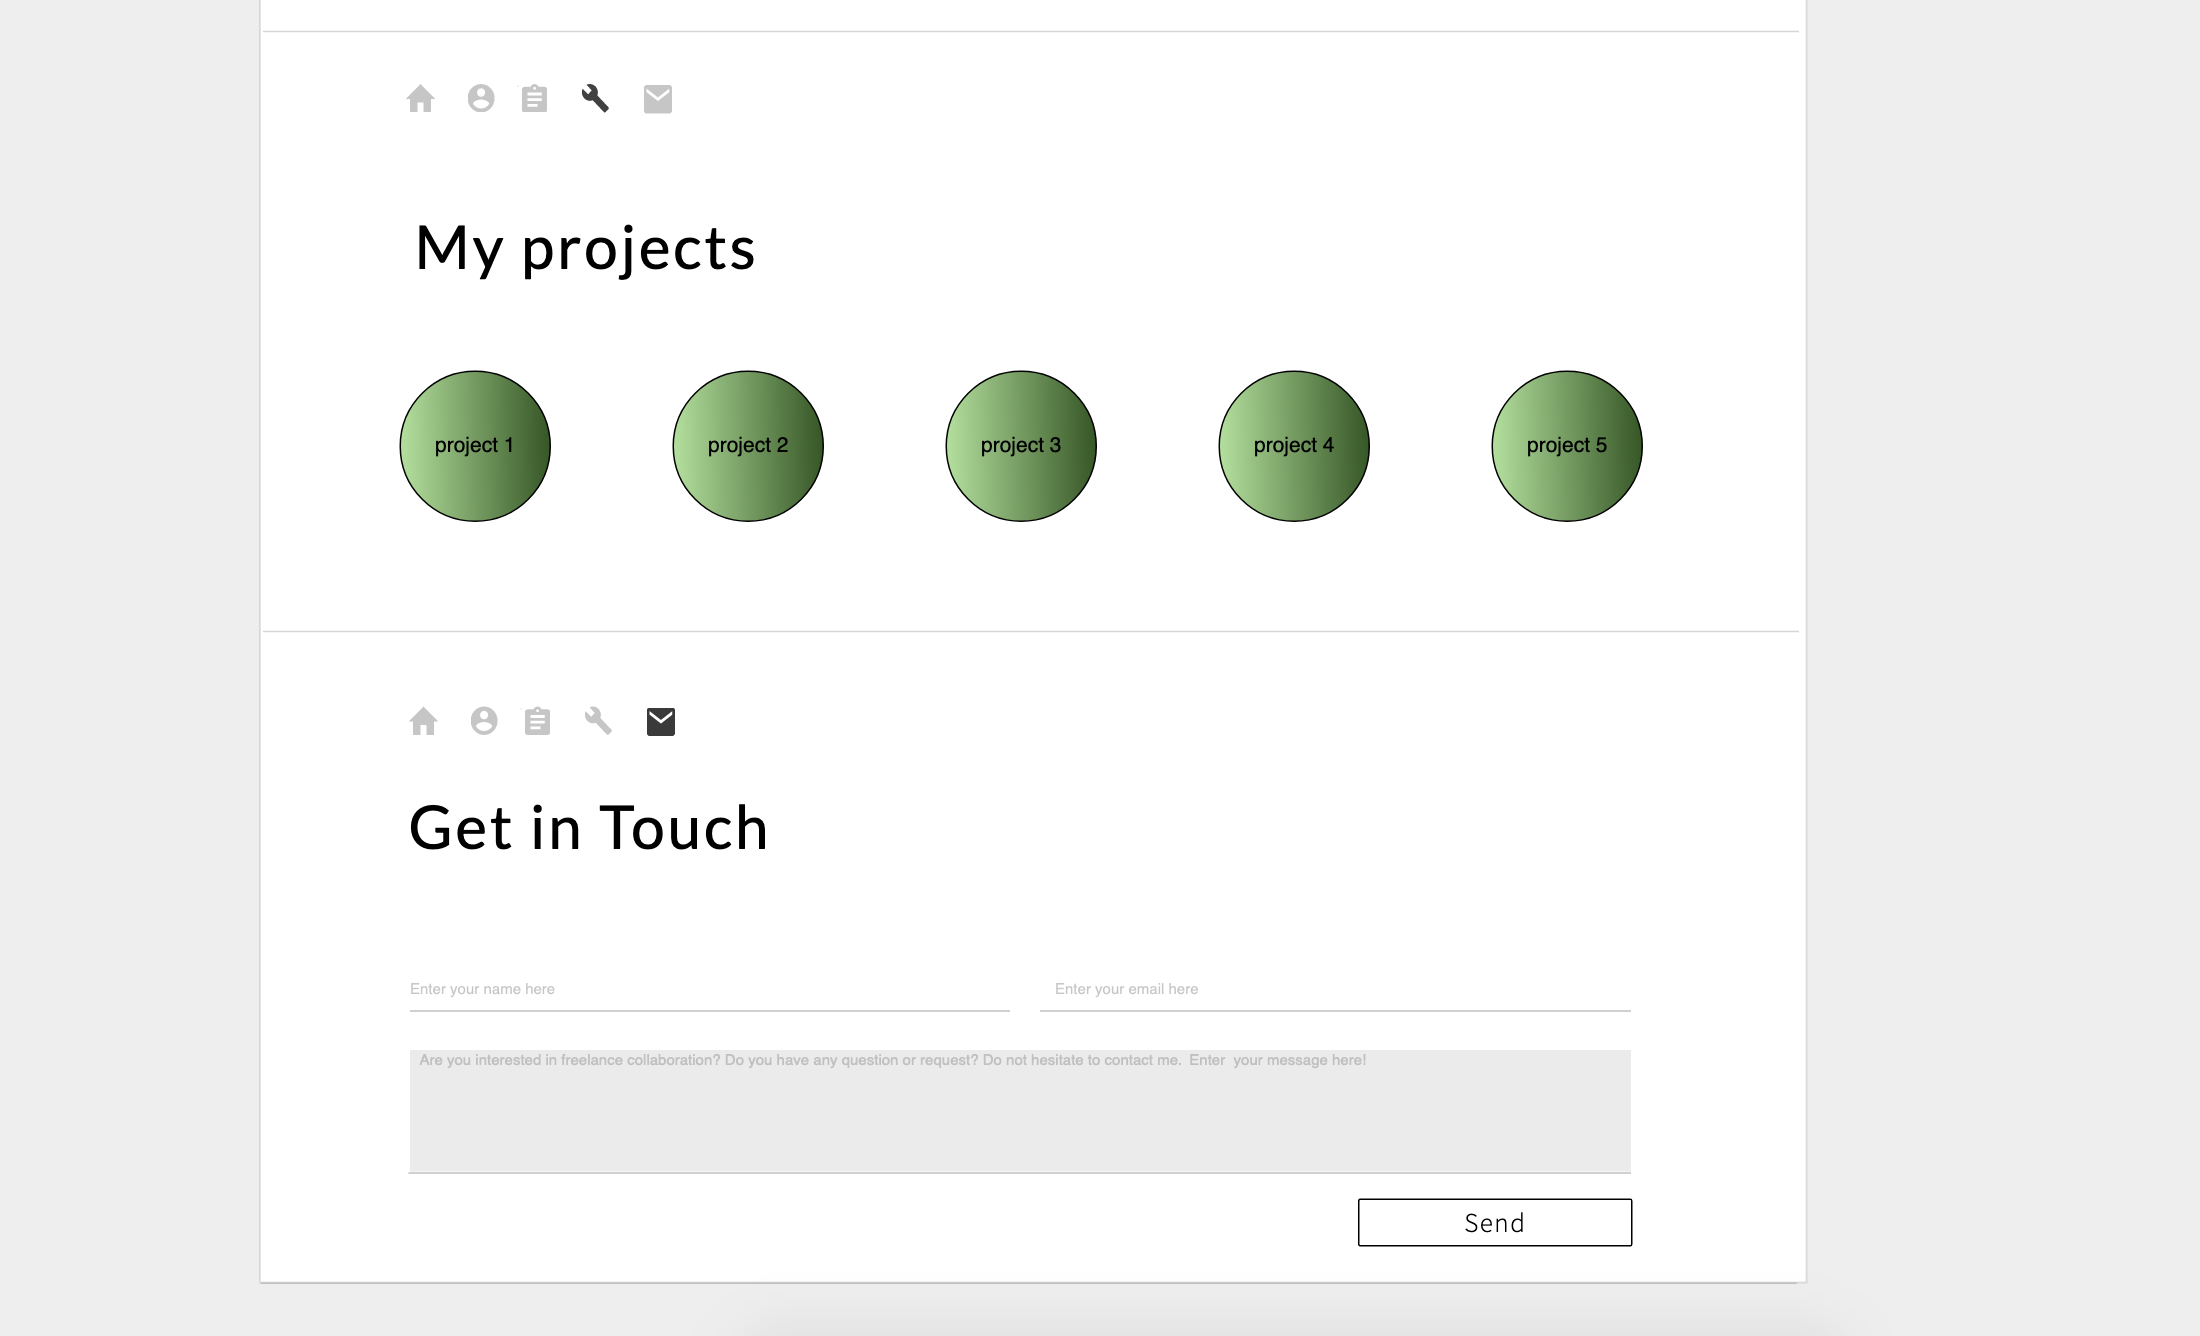 My projects
project 1
project 2
project 3
project 4
project 5
Get in Touch
Enter your name here
Enter your email here
Are you interested in freelance collaboration? Do you have any question or request? Do not hesitate to contact me.  Enter  your message here!
Send